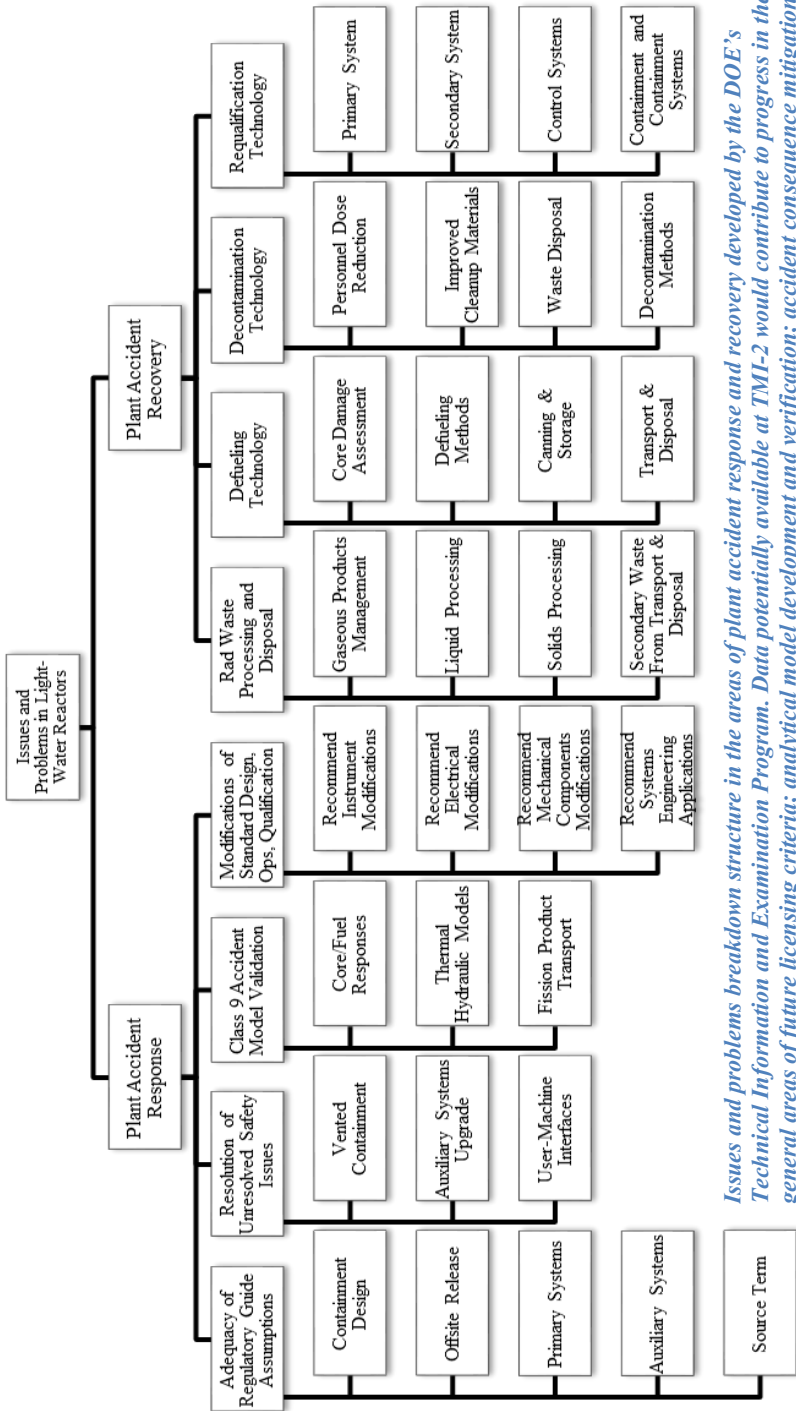 Issues and
Problems in Light-
Water Reactors
Plant Accident
Response
Plant Accident
Recovery
Adequacy of
Regulatory Guide
Assumptions
Containment
Design
Offsite Release
Primary Systems
Auxiliary Systems
Source Term
Resolution of
Unresolved Safety
Issues
Vented
Containment
Auxiliary Systems
Upgrade
User-Machine
Interfaces
Class 9 Accident
Model Validation
Core/Fuel
Responses
Thermal
Hydraulic Models
Fission Product
Transport
Modifications of
Standard Design,
Ops, Qualification
Recommend
Instrument
Modifications
Recommend
Electrical
Modifications
Recommend
Mechanical
Components
Modifications
Recommend
Systems
Engineering
Applications
Rad Waste
Processing and
Disposal
Gaseous Products
Management
Liquid Processing
Solids Processing
Secondary Waste
From Transport &
Disposal
Defueling
Technology
Core Damage
Assessment
Defueling
Methods
Canning &
Storage
Transport &
Disposal
Decontamination
Technology
Personnel Dose
Reduction
Improved
Cleanup Materials
Waste Disposal
Decontamination
Methods
Requalification
Technology
Primary System
Secondary System
Control Systems
Containment and
Containment
Systems
Issues and problems breakdown structure in the areas of plant accident response and recovery developed by the DOE's
Technical Information and Examination Program. Data potentially available at TMI-2 would contribute to progress in the
general areas of future licensing criteria; analytical model development and verification; accident consequence mitigation